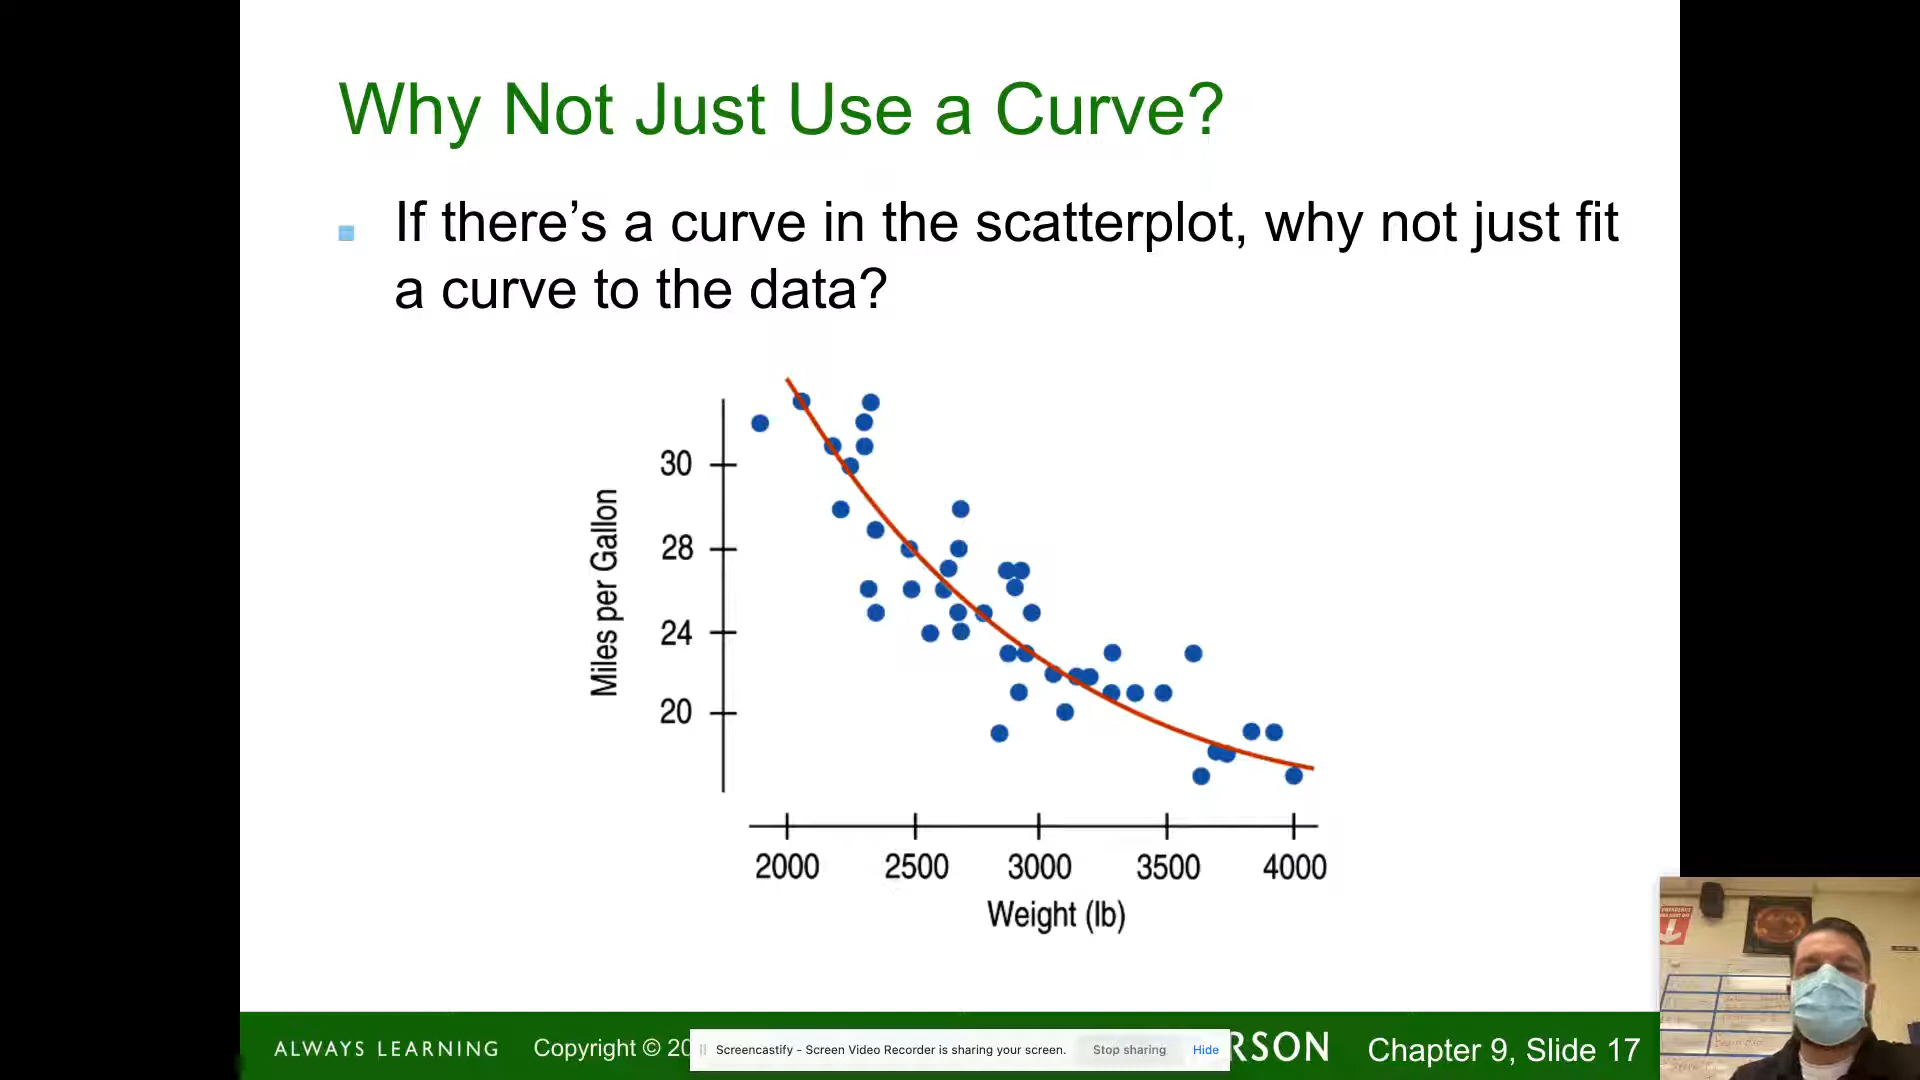 Why Not Just Use a Curve?
If there’s a curve in the scatterplot, why not just fit
a curve to the data?
30
28
24
20
Miles per Gallon
2000 2500 3000 3500 4000
Weight (lb)
ALWAYS LEARNING Copyright © 20 RSON Chapter 9, Slide 17
Screencastify - Screen Video Recorder is sharing your screen. Stop sharing Hide